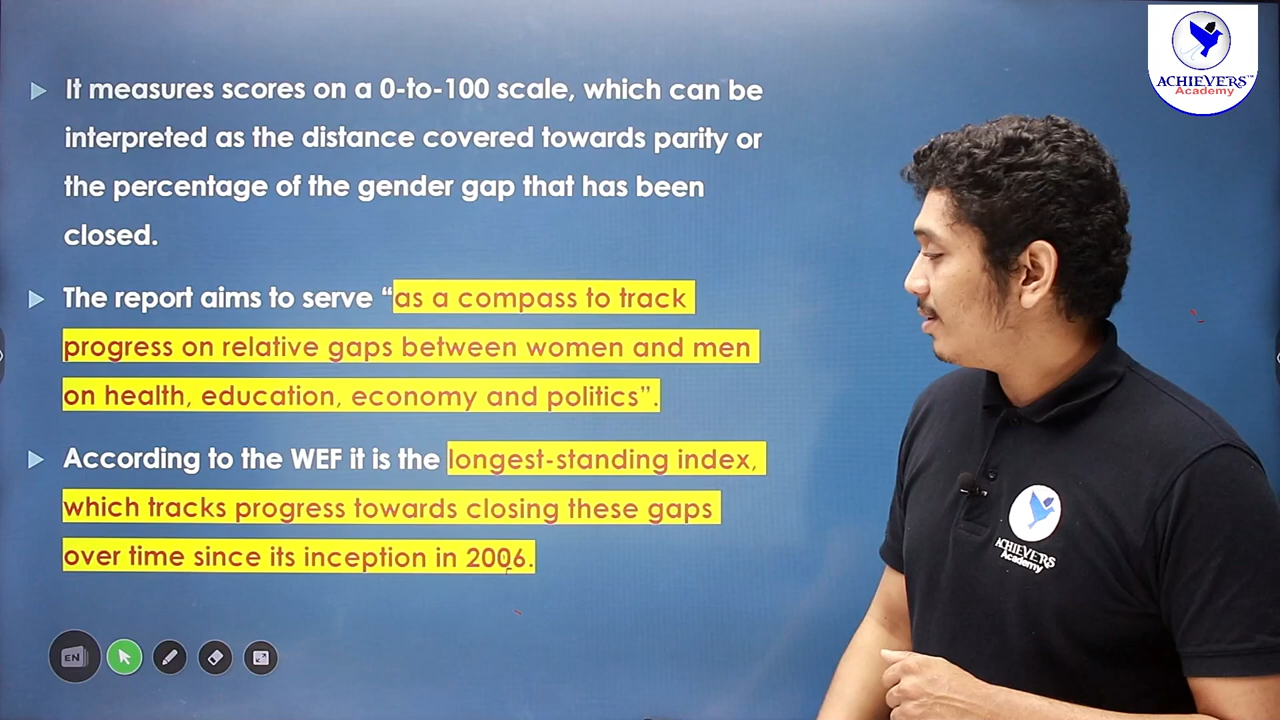 ACHIEVERS™
Academy
It measures scores on a 0-to-100 scale, which can be
interpreted as the distance covered towards parity or
the percentage of the gender gap that has been
closed.
The report aims to serve “as a compass to track
progress on relative gaps between women and men
on health, education, economy and politics”.
According to the WEF it is the longest-standing index,
which tracks progress towards closing these gaps
over time since its inception in 2006.
EN
ACHIEVERS
Academy